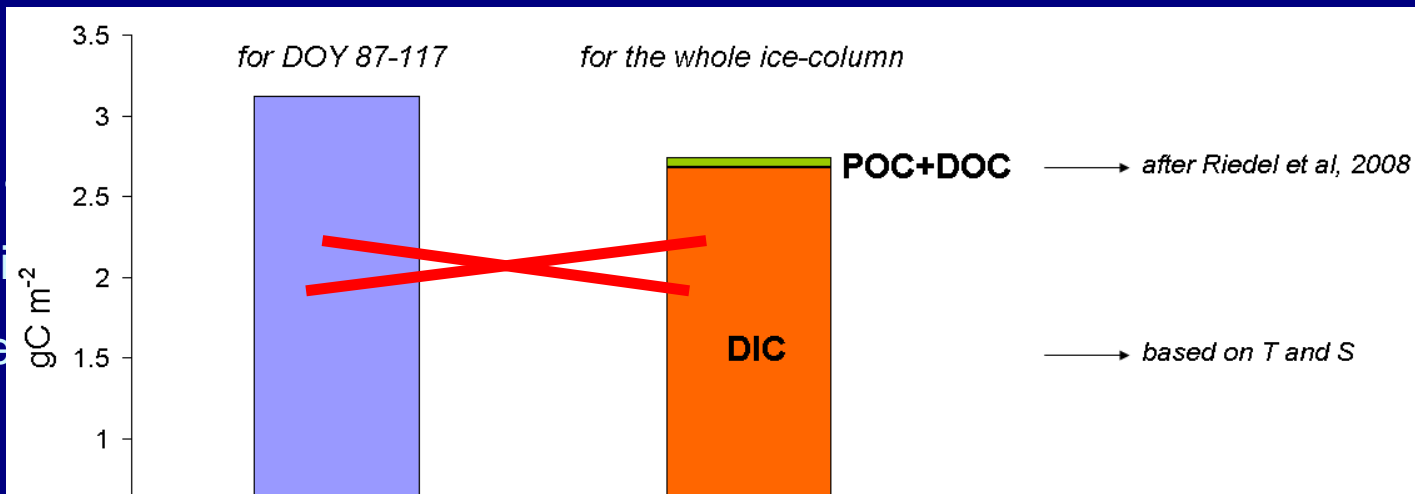 3.5
for DOY 87-117
for the whole ice-column
3
POC+DOC
after Riedel et al, 2008
2.5
2
gC m-2
1.5
DIC
based on T and S
1